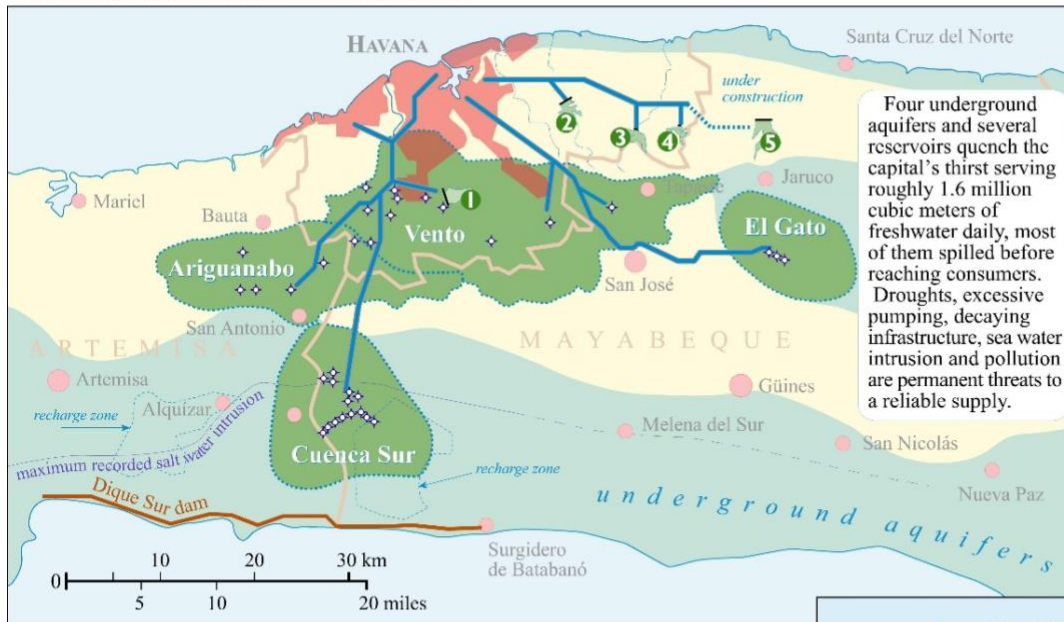 HAVANA
Santa Cruz del Norte
under
construction
Four underground
aquifers and several
reservoirs quench the
capital's thirst serving
roughly 1.6 million
cubic meters of
freshwater daily, most
of them spilled before
reaching consumers.
Droughts, excessive
pumping, decaying
infrastructure, sea water
intrusion and pollution
are permanent threats to
a reliable supply.
2
3
4
5
Mariel
Bauta
1
Tapaste
Jaruco
Vento
El Gato
Ariguanabo
San José
San Antonio
ARTEMISA
MAYABEQUE
Artemisa
Güines
recharge zone
Alquízar
Melena del Sur
San Nicolás
maximum recorded salt water intrusion
Cuenca Sur
recharge zone
Nueva Paz
Dique Sur dam
underground aquifers
Surgidero
de Batabanó
10 20 30 km
0
5 10 20 miles